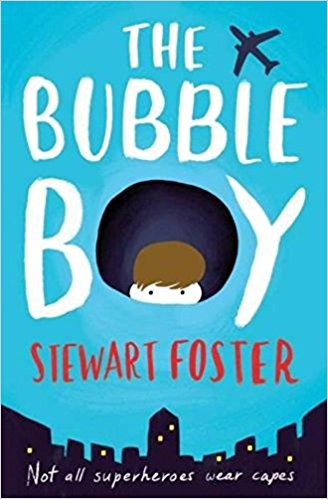 THE
BUBBLE
BOY
STEWART FOSTER
Not all superheroes wear capes